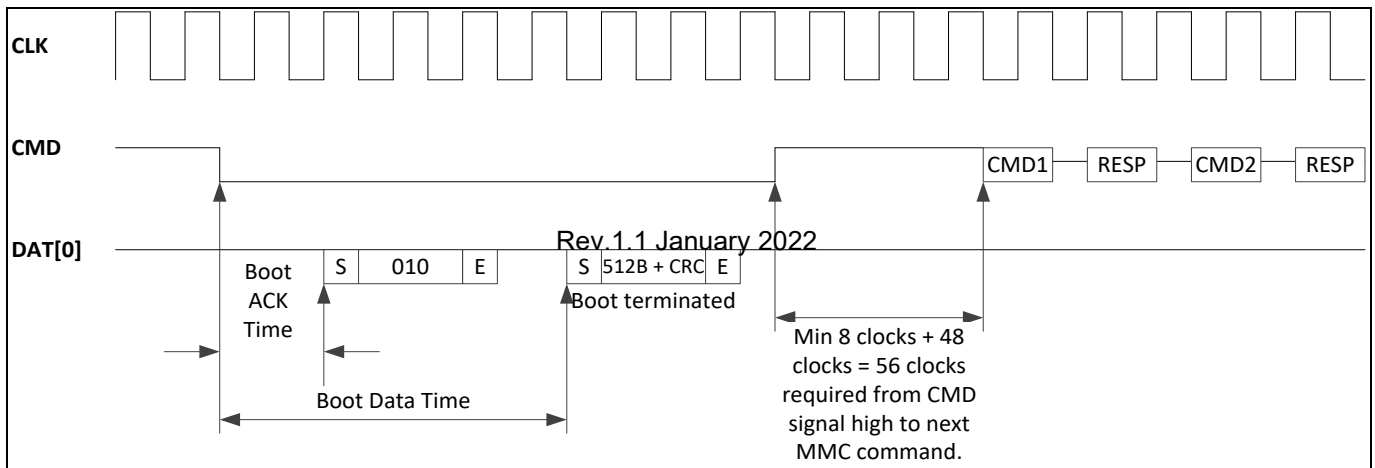 CLK
CMD
CMD1 RESP CMD2 RESP
DAT[0]
Rev.1.1 January 2022
Boot
ACK
Time
S 010 E
S 512B + CRC E
Boot terminated
Boot Data Time
Min 8 clocks + 48
clocks = 56 clocks
required from CMD
signal high to next
MMC command.